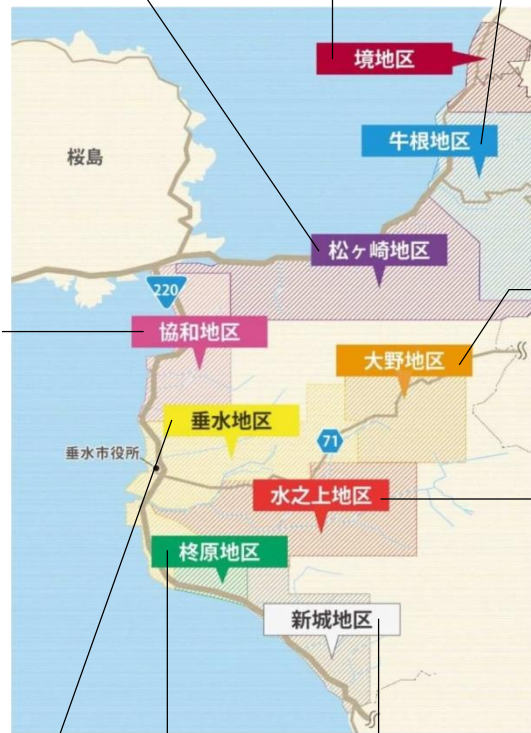 境地区
牛根地区
桜島
松ヶ崎地区
220
協和地区
大野地区
垂水地区
71
垂水市役所
水之上地区
柊原地区
新城地区